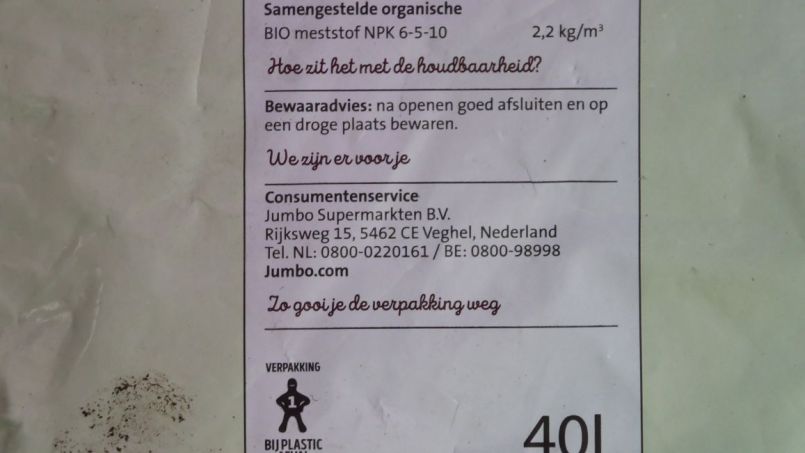 Samengestelde organische
BIO meststof NPK 6-5-10 2,2 kg/m³
Hoe zit het met de houdbaarheid?
Bewaaradvies: na openen goed afsluiten en op
een droge plaats bewaren.
We zijn er voor je
Consumentenservice
Jumbo Supermarkten B.V.
Rijksweg 15, 5462 CE Veghel, Nederland
Tel. NL: 0800-0220161 / BE: 0800-98998
Jumbo.com
Zo gooi je de verpakking weg
VERPAKKING
1
BIJ PLASTIC
40l